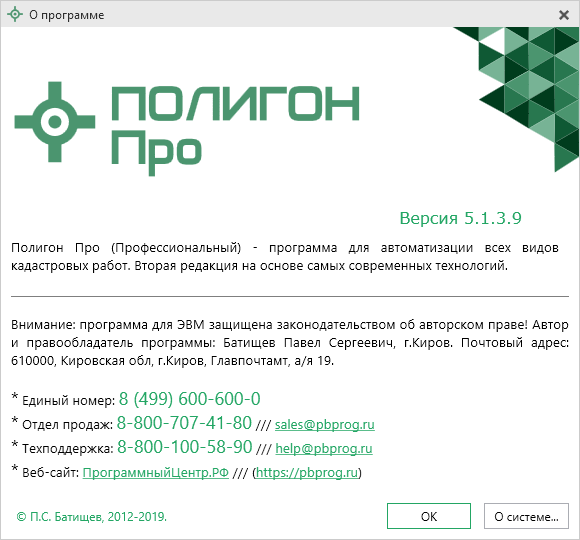 О программе
ПОЛИГОН
Про
Версия 5.1.3.9
Полигон Про (Профессиональный) - программа для автоматизации всех видов
кадастровых работ. Вторая редакция на основе самых современных технологий.
Внимание: программа для ЭВМ защищена законодательством об авторском праве! Автор
и правообладатель программы: Батищев Павел Сергеевич, г.Киров. Почтовый адрес:
610000, Кировская обл, г.Киров, Главпочтамт, а/я 19.
* Единый номер: 8 (499) 600-600-0
* Отдел продаж: 8-800-707-41-80 /// sales@pbprog.ru
* Техподдержка: 8-800-100-58-90 /// help@pbprog.ru
* Веб-сайт: ПрограммныйЦентр.РФ /// (https://pbprog.ru)
© П.С. Батищев, 2012-2019.
ОК
О системе...